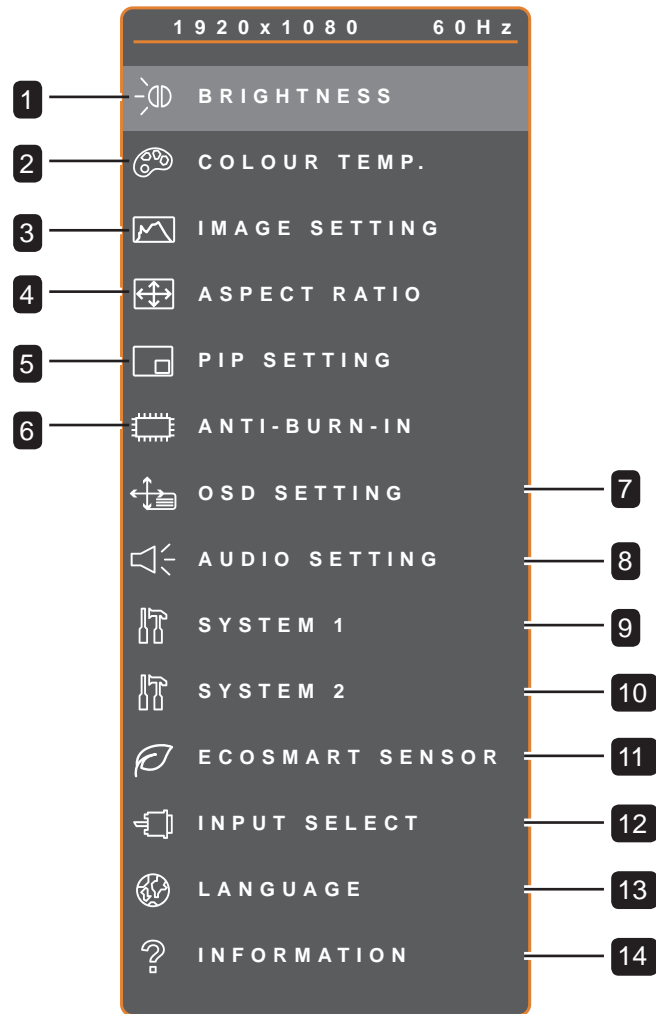 1920x1080 60Hz
1 BRIGHTNESS
2 COLOUR TEMP.
3 IMAGE SETTING
4 ASPECT RATIO
5 PIP SETTING
6 ANTI-BURN-IN
OSD SETTING 7
AUDIO SETTING 8
SYSTEM 1 9
SYSTEM 2 10
ECOSMART SENSOR 11
INPUT SELECT 12
LANGUAGE 13
INFORMATION 14